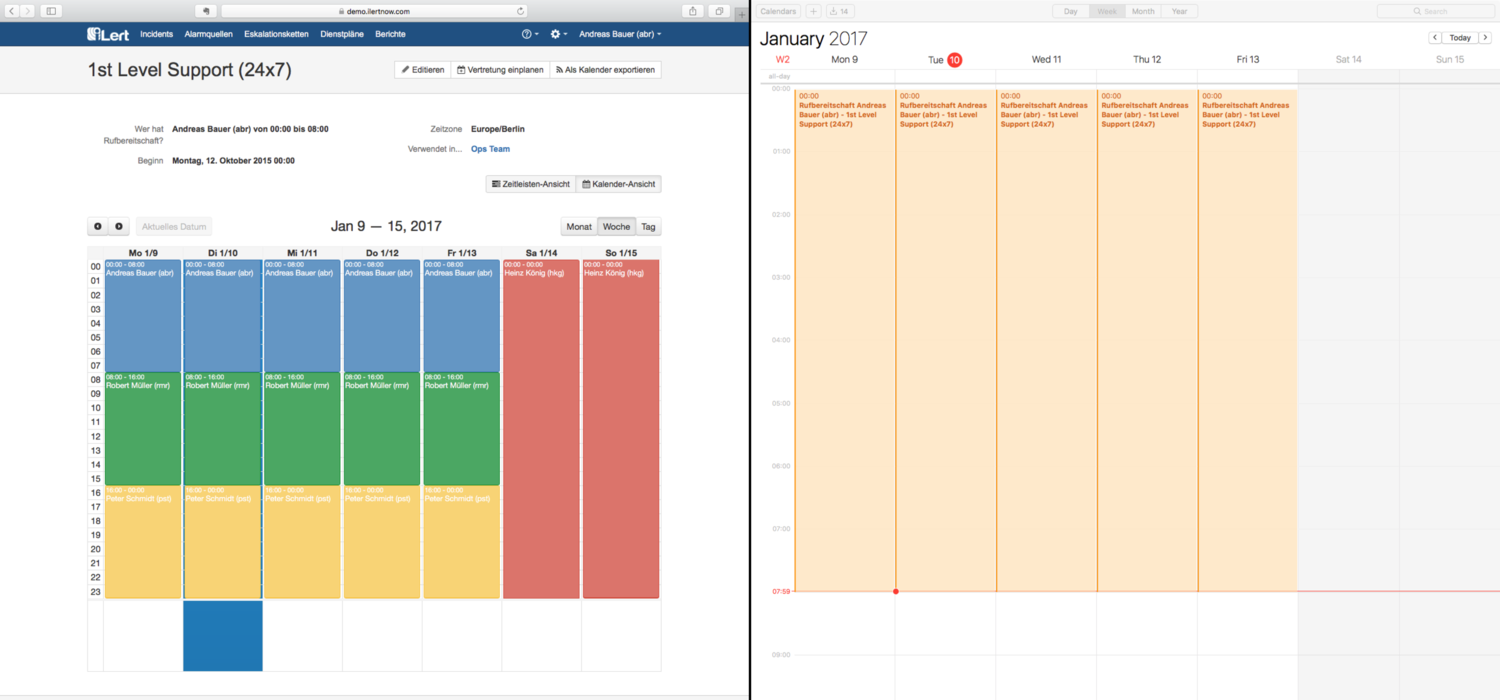 demo.ilertnow.com
iLert Incidents Alarmquellen Eskalationsketten Dienstpläne Berichte Andreas Bauer (abr)
1st Level Support (24x7)
Editieren Vertretung einplanen Als Kalender exportieren
Wer hat Rufbereitschaft? Andreas Bauer (abr) von 00:00 bis 08:00
Beginn Montag, 12. Oktober 2015 00:00
Zeitzone Europe/Berlin
Verwendet in... Ops Team
Zeitleisten-Ansicht Kalender-Ansicht
Aktuelles Datum Jan 9 — 15, 2017 Monat Woche Tag
Mo 1/9 Di 1/10 Mi 1/11 Do 1/12 Fr 1/13 Sa 1/14 So 1/15
00:00 - 08:00 00:00 - 08:00 00:00 - 08:00 00:00 - 08:00 00:00 - 08:00 00:00 - 00:00 00:00 - 00:00
Andreas Bauer (abr) Andreas Bauer (abr) Andreas Bauer (abr) Andreas Bauer (abr) Andreas Bauer (abr) Heinz König (hkg) Heinz König (hkg)
00
01
02
03
04
05
06
07
08:00 - 16:00 08:00 - 16:00 08:00 - 16:00 08:00 - 16:00 08:00 - 16:00
08 Robert Müller (rmr) Robert Müller (rmr) Robert Müller (rmr) Robert Müller (rmr) Robert Müller (rmr)
09
10
11
12
13
14
15
16:00 - 00:00 16:00 - 00:00 16:00 - 00:00 16:00 - 00:00 16:00 - 00:00
16 Peter Schmidt (pst) Peter Schmidt (pst) Peter Schmidt (pst) Peter Schmidt (pst) Peter Schmidt (pst)
17
18
19
20
21
22
23
Calendars + 14 Day Week Month Year Search
January 2017 Today
W2 Mon 9 Tue 10 Wed 11 Thu 12 Fri 13 Sat 14 Sun 15
all-day
00:00
00:00 00:00 00:00 00:00 00:00
Rufbereitschaft Andreas Rufbereitschaft Andreas Rufbereitschaft Andreas Rufbereitschaft Andreas Rufbereitschaft Andreas
Bauer (abr) - 1st Level Bauer (abr) - 1st Level Bauer (abr) - 1st Level Bauer (abr) - 1st Level Bauer (abr) - 1st Level
Support (24x7) Support (24x7) Support (24x7) Support (24x7) Support (24x7)
01:00
02:00
03:00
04:00
05:00
06:00
07:00
07:59
09:00